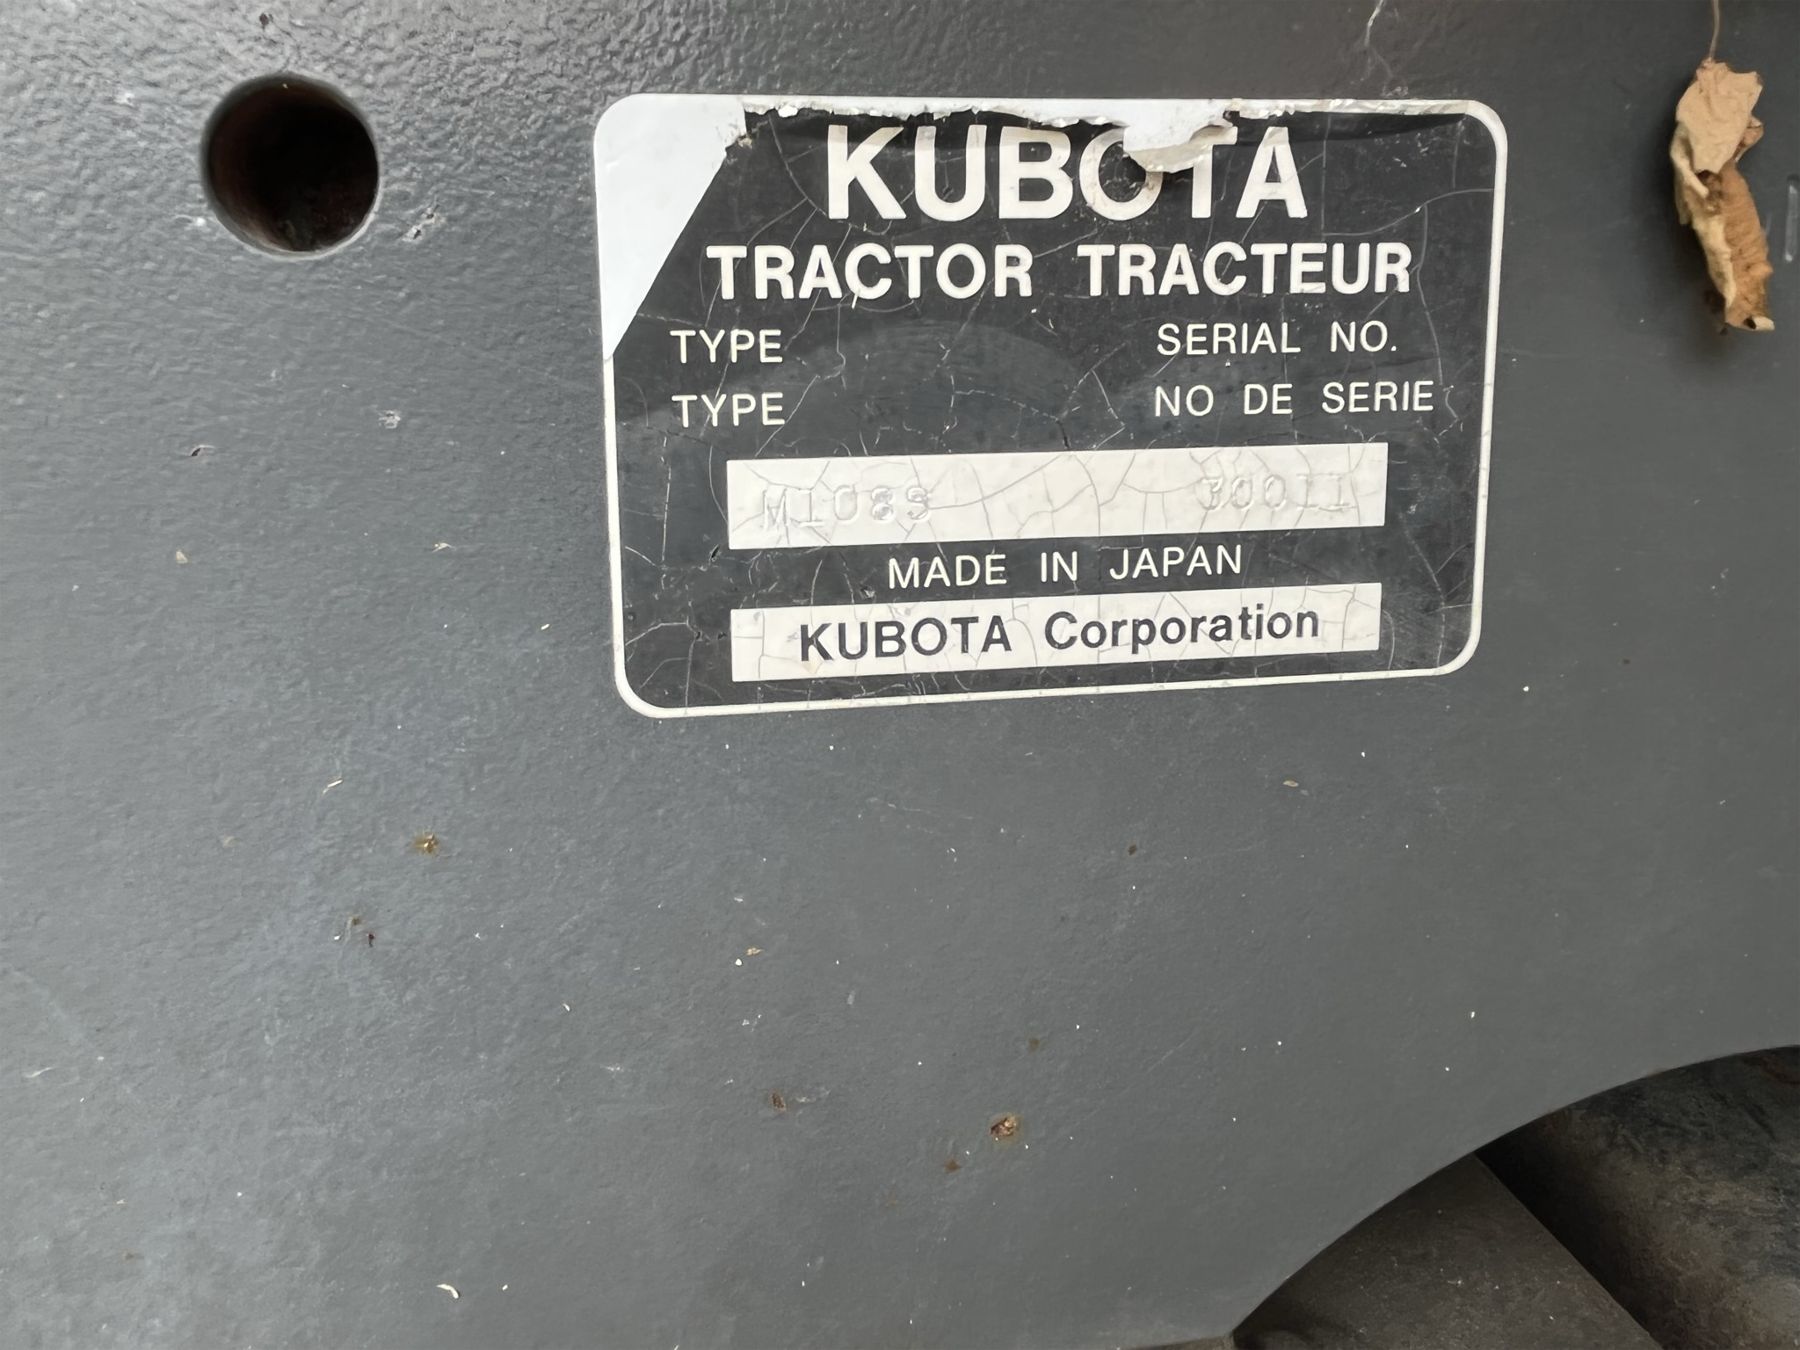 KUBOTA
TRACTOR TRACTEUR
TYPE SERIAL NO.
TYPE NO DE SERIE
M108S 30011
MADE IN JAPAN
KUBOTA Corporation